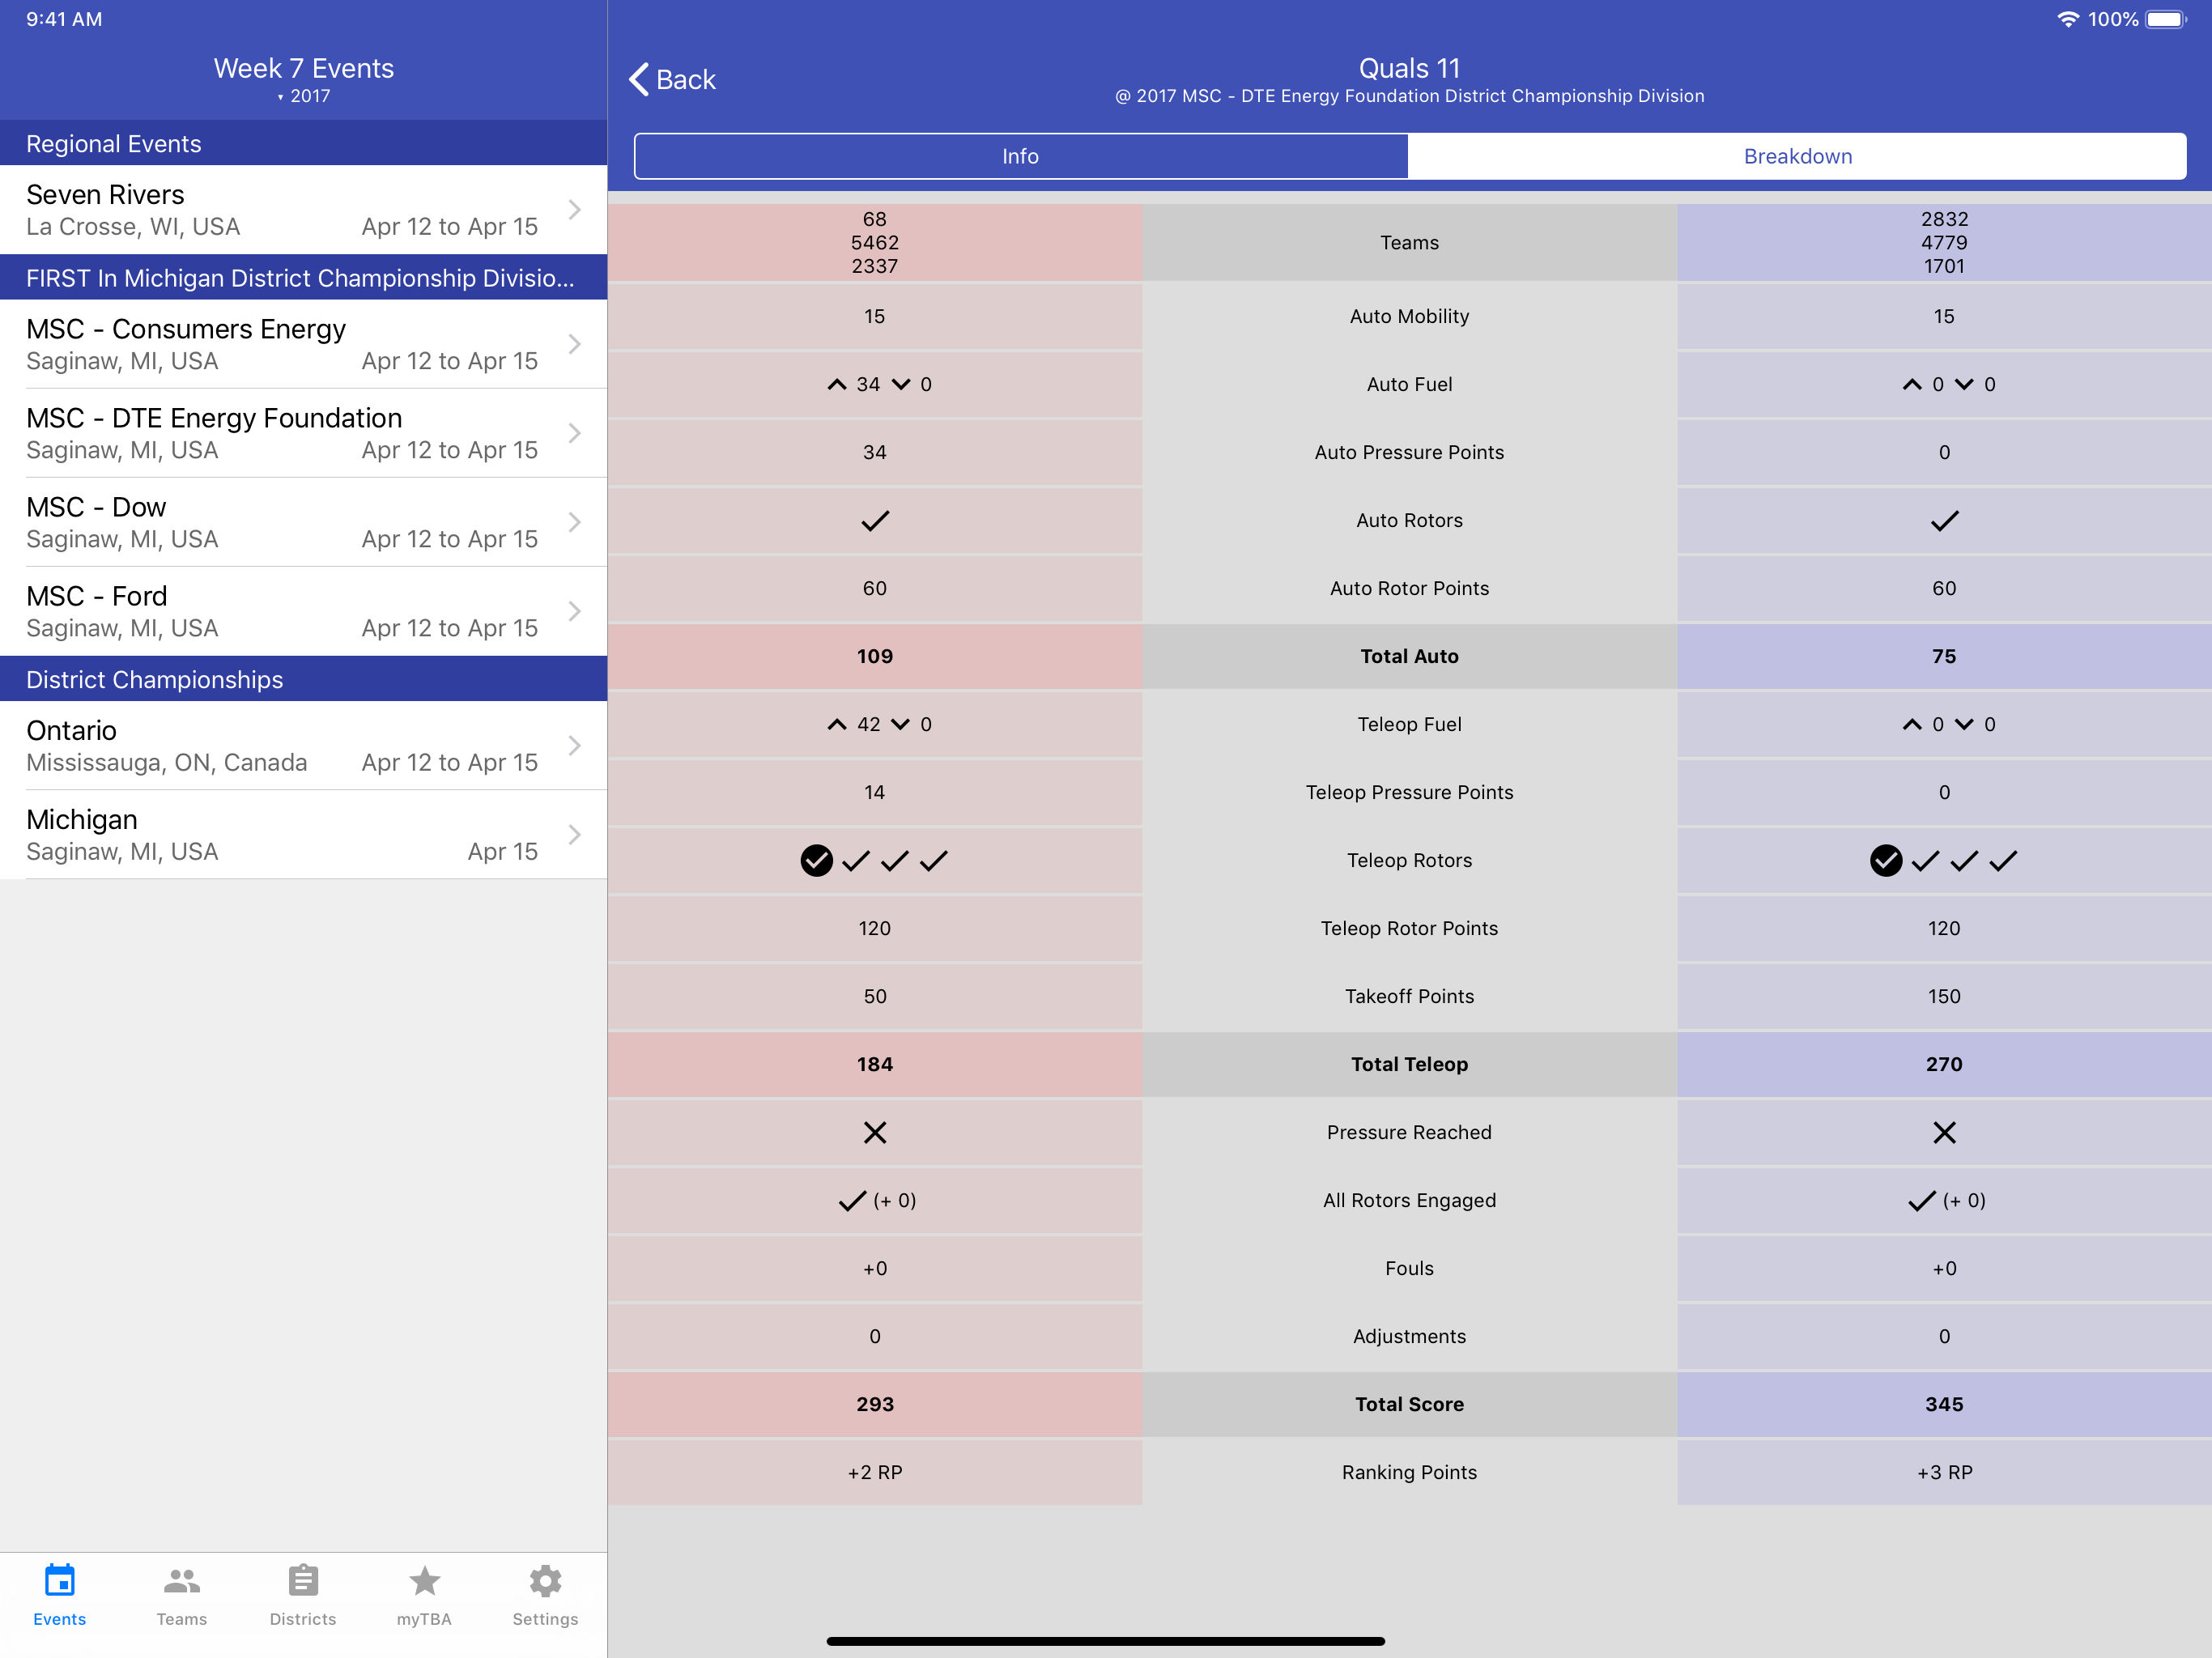 9:41 AM
100%
Week 7 Events
2017
Regional Events
Seven Rivers
La Crosse, WI, USA Apr 12 to Apr 15
FIRST In Michigan District Championship Divisio...
MSC - Consumers Energy
Saginaw, MI, USA Apr 12 to Apr 15
MSC - DTE Energy Foundation
Saginaw, MI, USA Apr 12 to Apr 15
MSC - Dow
Saginaw, MI, USA Apr 12 to Apr 15
MSC - Ford
Saginaw, MI, USA Apr 12 to Apr 15
District Championships
Ontario
Mississauga, ON, Canada Apr 12 to Apr 15
Michigan
Saginaw, MI, USA Apr 15
Events Teams Districts myTBA Settings
Back
Quals 11
@ 2017 MSC - DTE Energy Foundation District Championship Division
Info Breakdown
68 2832
5462 Teams 4779
2337 1701
15 Auto Mobility 15
34 0 Auto Fuel 0 0
34 Auto Pressure Points 0
Auto Rotors
60 Auto Rotor Points 60
109 Total Auto 75
42 0 Teleop Fuel 0 0
14 Teleop Pressure Points 0
Teleop Rotors
120 Teleop Rotor Points 120
50 Takeoff Points 150
184 Total Teleop 270
Pressure Reached
(+ 0) All Rotors Engaged (+ 0)
+0 Fouls +0
0 Adjustments 0
293 Total Score 345
+2 RP Ranking Points +3 RP